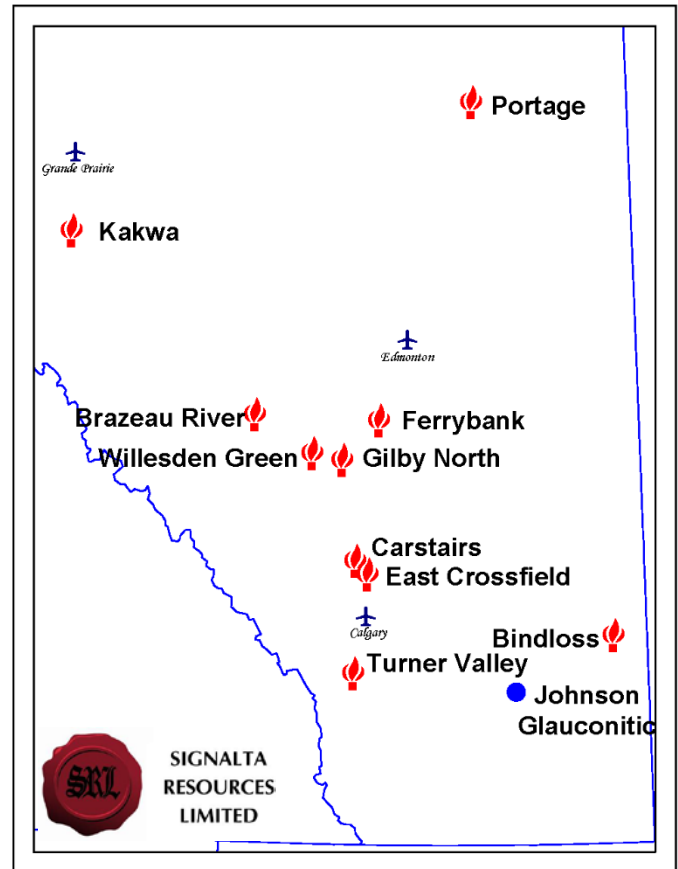 Portage
Grande Prairie
Kakwa
Edmonton
Brazeau River
Ferrybank
Willesden Green
Gilby North
Carstairs
East Crossfield
Calgary
Bindloss
Turner Valley
Johnson
Glauconitic
SRL
SIGNALTA
RESOURCES
LIMITED